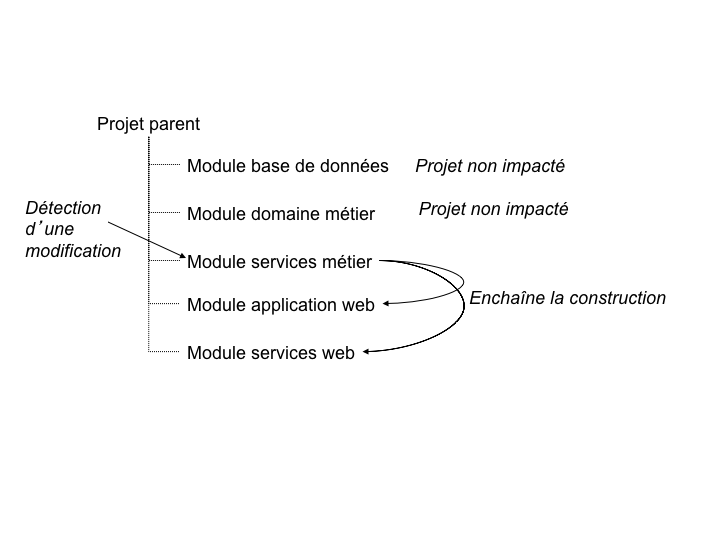 Projet parent
Module base de données
Projet non impacté
Module domaine métier
Projet non impacté
Détection
d’une
modification
Module services métier
Module application web
Enchaîne la construction
Module services web